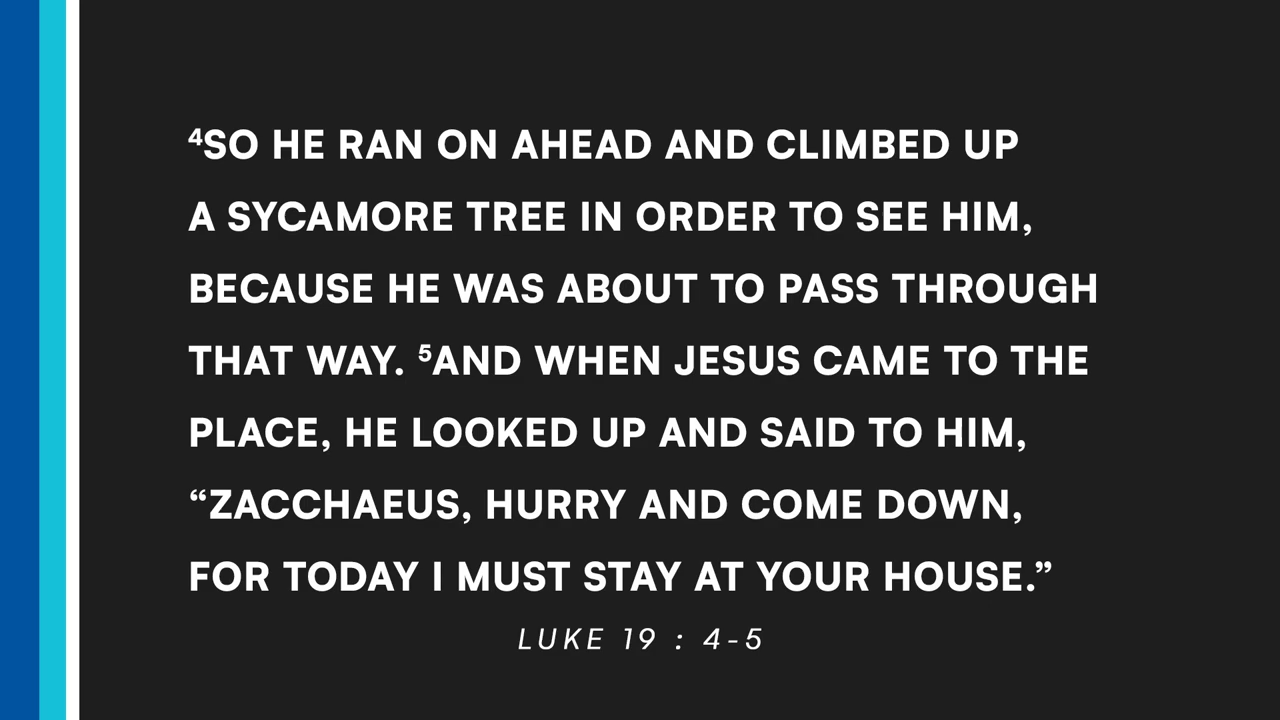 ⁴SO HE RAN ON AHEAD AND CLIMBED UP
A SYCAMORE TREE IN ORDER TO SEE HIM,
BECAUSE HE WAS ABOUT TO PASS THROUGH
THAT WAY. ⁵AND WHEN JESUS CAME TO THE
PLACE, HE LOOKED UP AND SAID TO HIM,
“ZACCHAEUS, HURRY AND COME DOWN,
FOR TODAY I MUST STAY AT YOUR HOUSE.”
LUKE 19 : 4-5